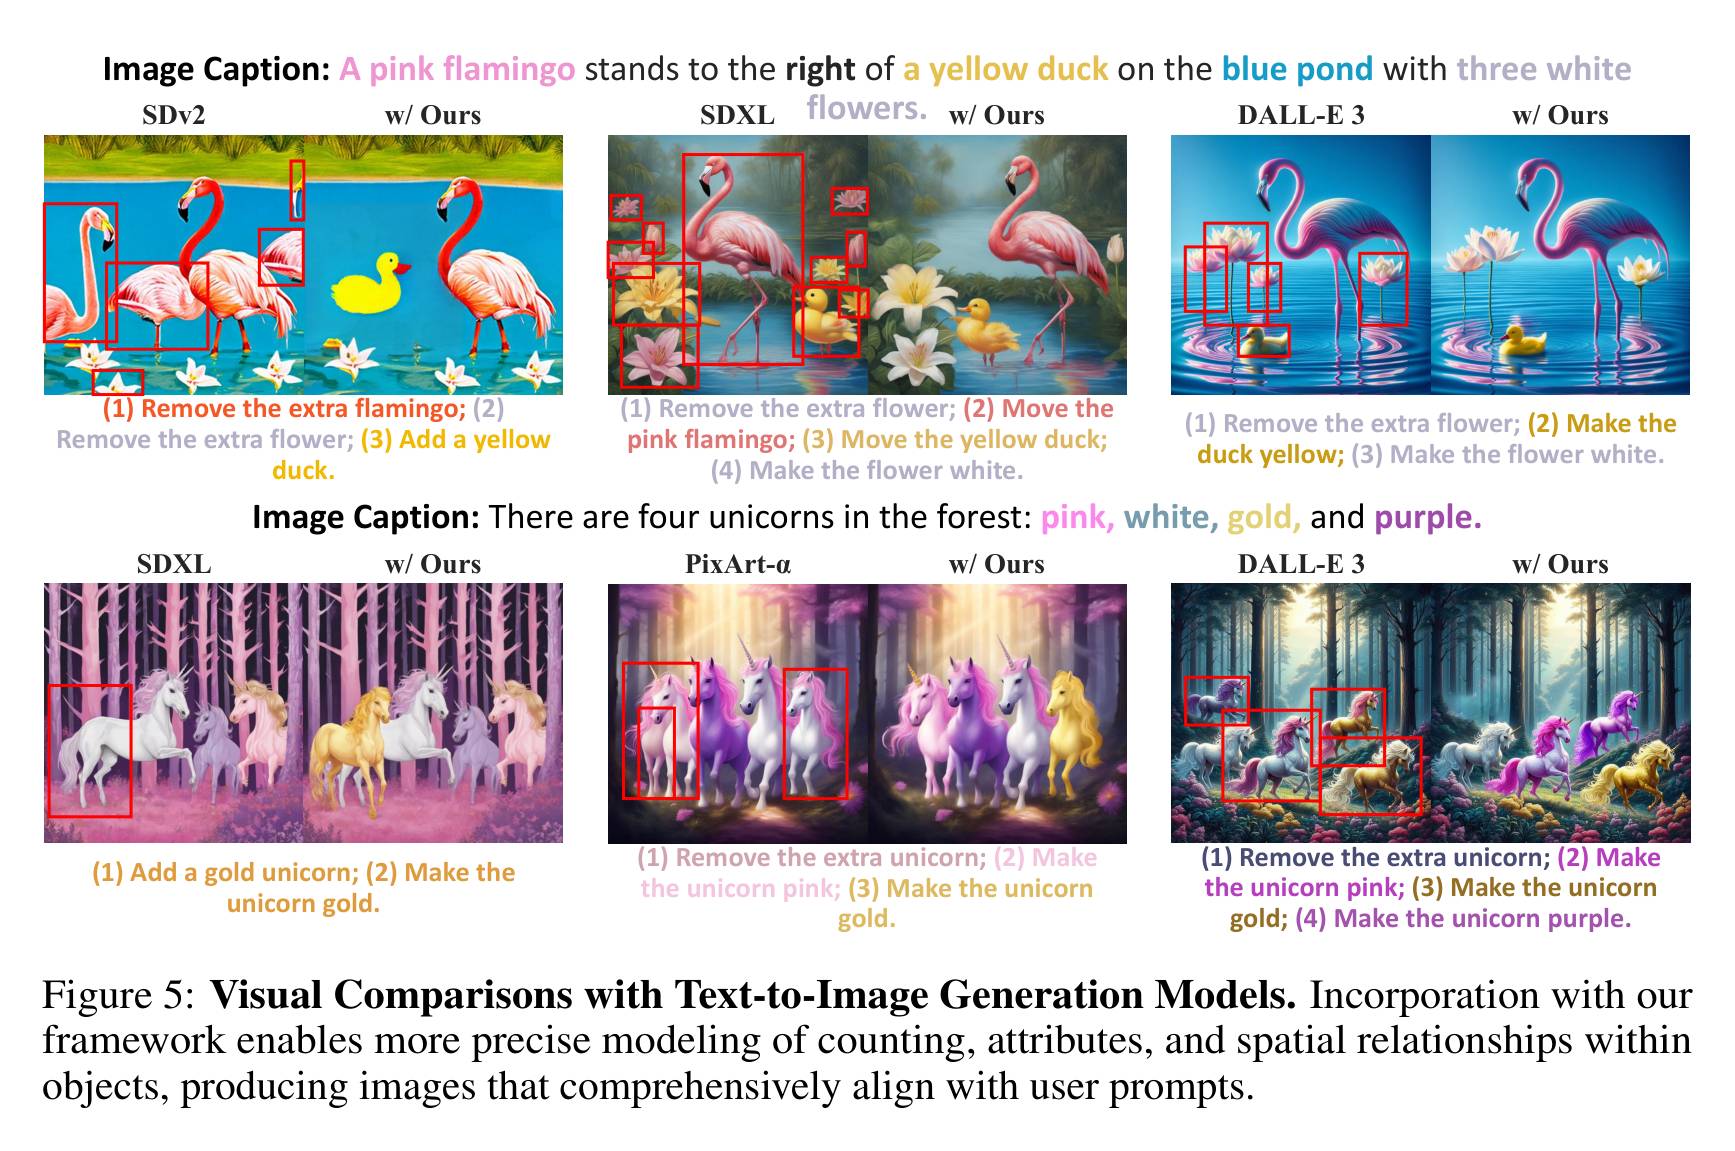 Image Caption: A pink flamingo stands to the right of a yellow duck on the blue pond with three white
flowers.
SDv2 w/ Ours SDXL w/ Ours DALL-E 3 w/ Ours
(1) Remove the extra flamingo; (2)
Remove the extra flower; (3) Add a yellow
duck.
(1) Remove the extra flower; (2) Move the
pink flamingo; (3) Move the yellow duck;
(4) Make the flower white.
(1) Remove the extra flower; (2) Make the
duck yellow; (3) Make the flower white.
Image Caption: There are four unicorns in the forest: pink, white, gold, and purple.
SDXL w/ Ours PixArt-α w/ Ours DALL-E 3 w/ Ours
(1) Add a gold unicorn; (2) Make the
unicorn gold.
(1) Remove the extra unicorn; (2) Make
the unicorn pink; (3) Make the unicorn
gold.
(1) Remove the extra unicorn; (2) Make
the unicorn pink; (3) Make the unicorn
gold; (4) Make the unicorn purple.
Figure 5: Visual Comparisons with Text-to-Image Generation Models. Incorporation with our
framework enables more precise modeling of counting, attributes, and spatial relationships within
objects, producing images that comprehensively align with user prompts.